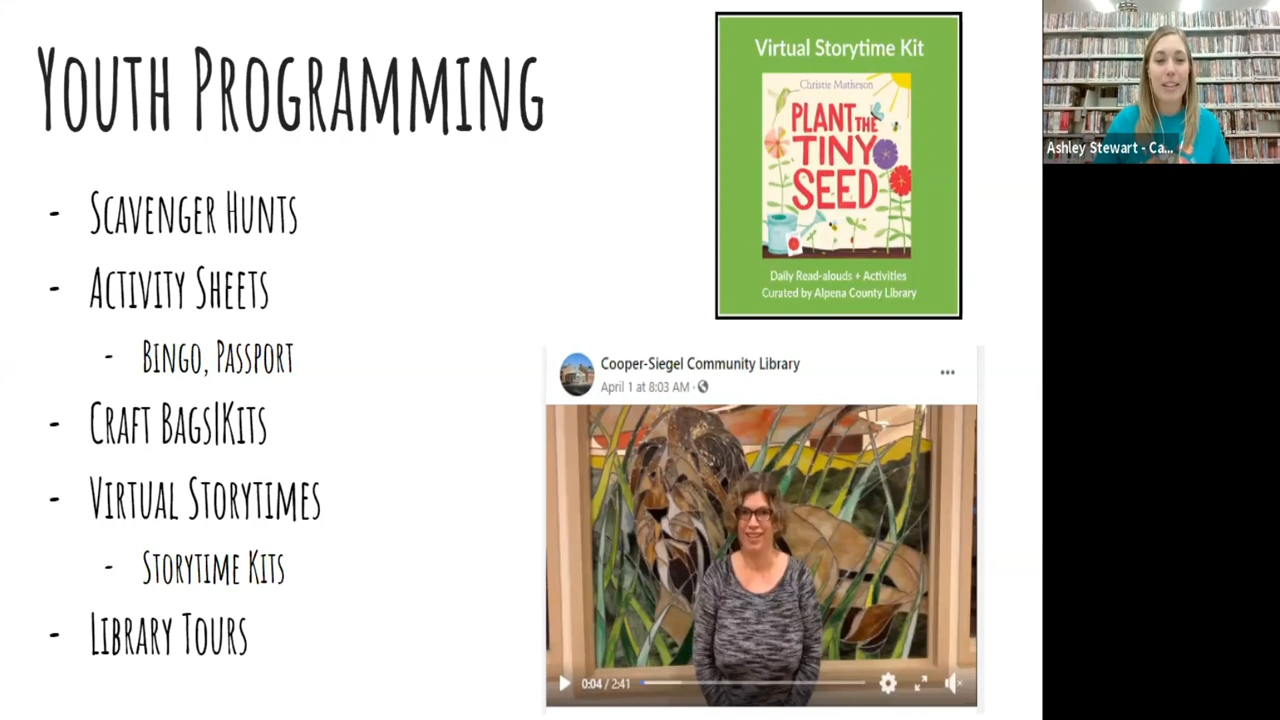 Youth Programming
- Scavenger Hunts
- Activity Sheets
- Bingo, Passport
- Craft Bags|Kits
- Virtual Storytimes
- Storytime Kits
- Library Tours
Virtual Storytime Kit
Christie Matheson
PLANT THE
TINY
SEED
Daily Read-alouds + Activities
Curated by Alpena County Library
Cooper-Siegel Community Library
April 1 at 8:03 AM ·
0:04 / 2:41
Ashley Stewart - Ca...